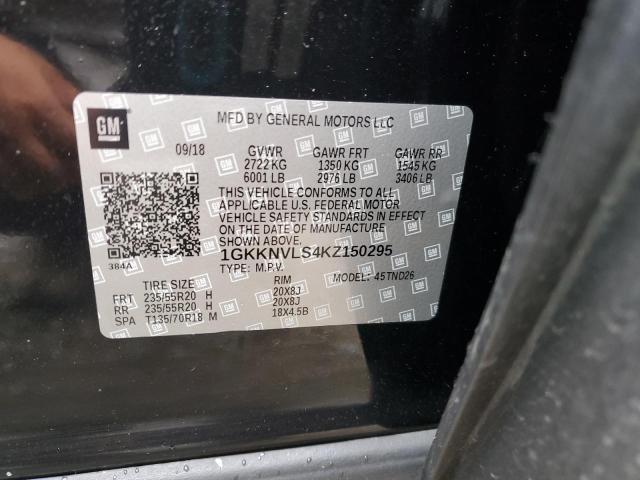 GM
MFD BY GENERAL MOTORS LLC
09/18 GVWR GAWR FRT GAWR RR
2722 KG 1350 KG 1545 KG
6001 LB 2976 LB 3406 LB
THIS VEHICLE CONFORMS TO ALL
APPLICABLE U.S. FEDERAL MOTOR
VEHICLE SAFETY STANDARDS IN EFFECT
ON THE DATE OF MANUFACTURE
SHOWN ABOVE.
384A 1GKKNVLS4KZ150295
TYPE: M.P.V. MODEL: 45TND26
TIRE SIZE RIM
FRT 235/55R20 H 20X8J
RR 235/55R20 H 20X8J
SPA T135/70R18 M 18X4.5B